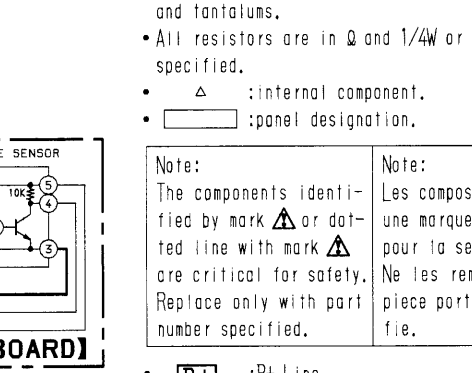 and tantalums.
• All resistors are in Ω and 1/4W or
specified.
• △ :internal component.
• :panel designation.
SENSOR
10K
5
4
3
BOARD】
Note:
The components identi-
fied by mark ⚠ or dot-
ted line with mark ⚠
are critical for safety.
Replace only with part
number specified.
Note:
Les compos
une marque
pour la se
Ne les rem
piece port
fie.